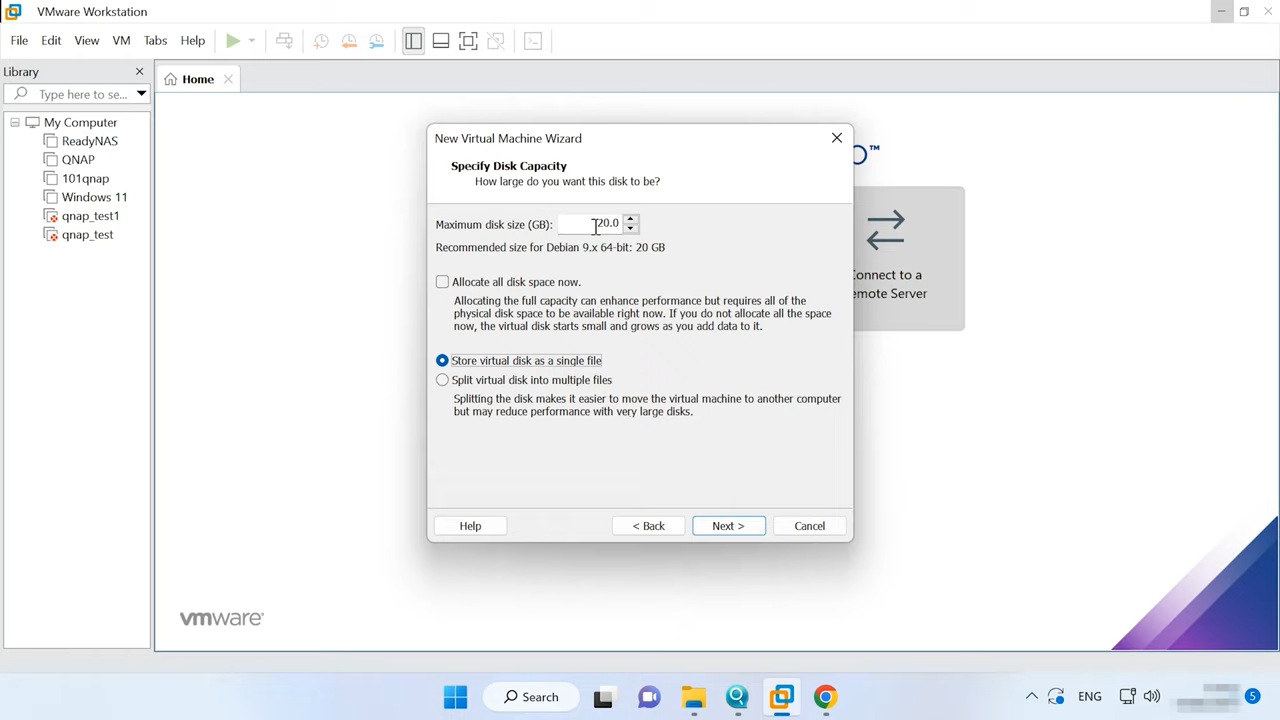 VMware Workstation
File Edit View VM Tabs Help
Library
Type here to se...
Home
My Computer
ReadyNAS
QNAP
101qnap
Windows 11
qnap_test1
qnap_test
New Virtual Machine Wizard
Specify Disk Capacity
How large do you want this disk to be?
Maximum disk size (GB): 20.0
Recommended size for Debian 9.x 64-bit: 20 GB
Allocate all disk space now.
Allocating the full capacity can enhance performance but requires all of the
physical disk space to be available right now. If you do not allocate all the space
now, the virtual disk starts small and grows as you add data to it.
Store virtual disk as a single file
Split virtual disk into multiple files
Splitting the disk makes it easier to move the virtual machine to another computer
but may reduce performance with very large disks.
Help < Back Next > Cancel
TM
onnect to a
emote Server
vmware®
Search
ENG
5